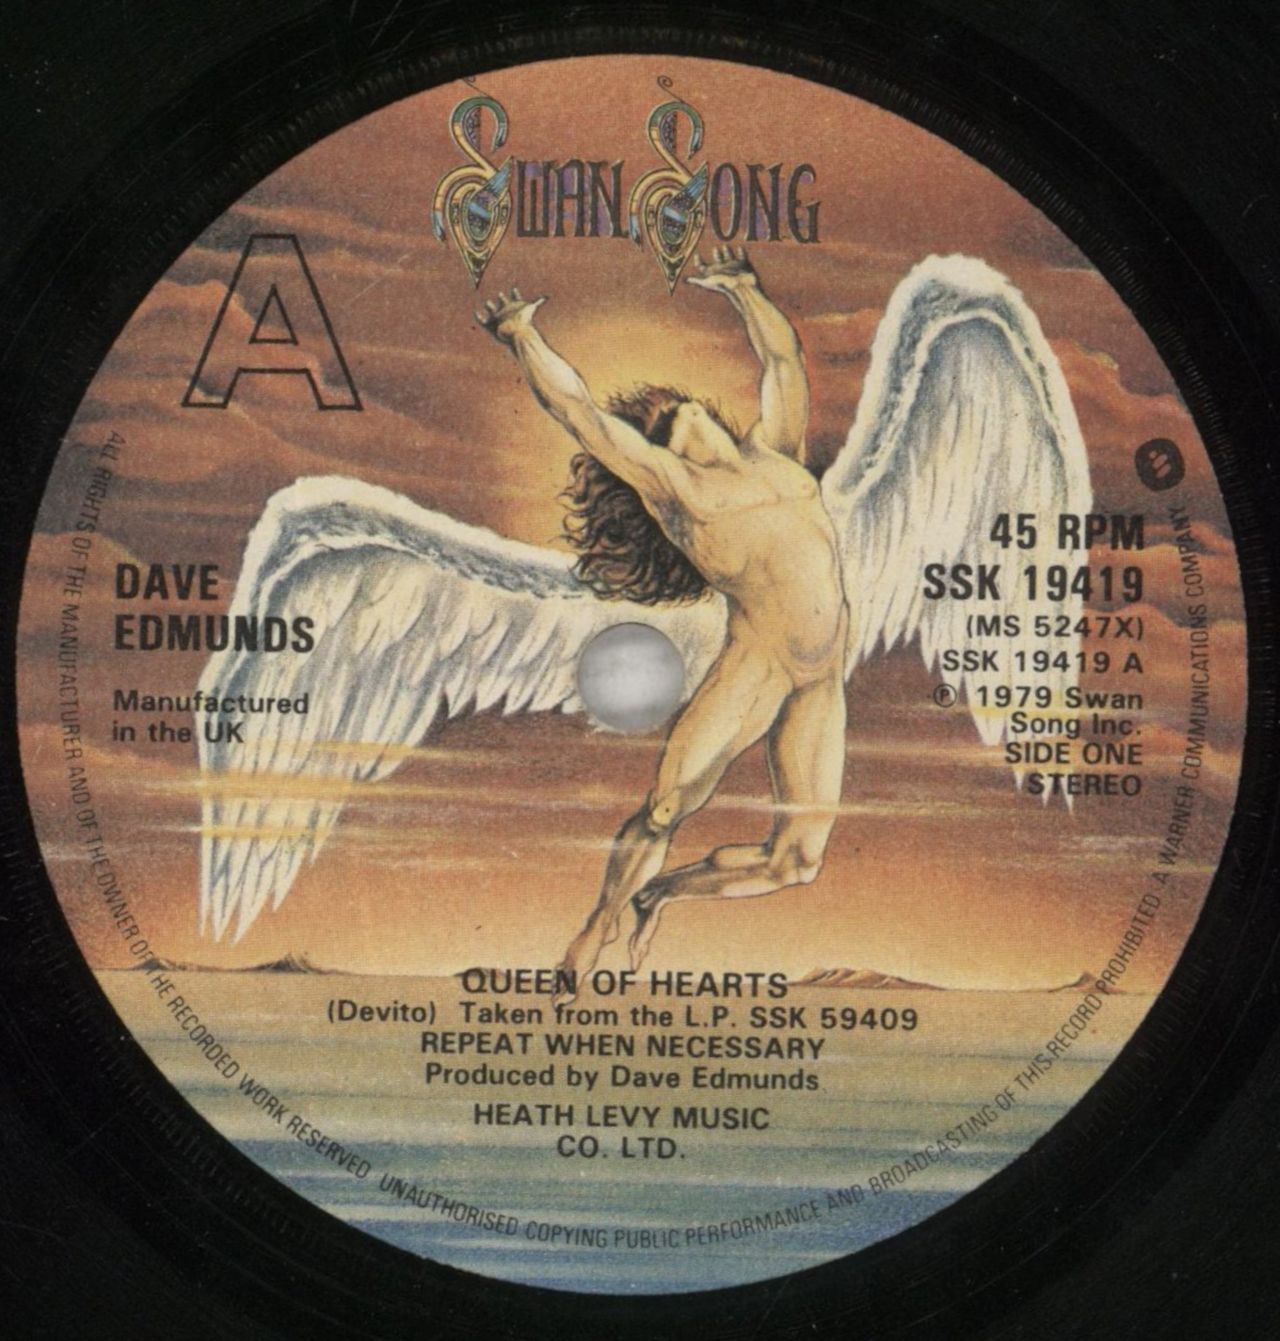 SWAN SONG
A
DAVE
EDMUNDS
Manufactured
in the UK
45 RPM
SSK 19419
(MS 5247X)
SSK 19419 A
Ⓟ 1979 Swan
Song Inc.
SIDE ONE
STEREO
QUEEN OF HEARTS
(Devito) Taken from the L.P. SSK 59409
REPEAT WHEN NECESSARY
Produced by Dave Edmunds
HEATH LEVY MUSIC
CO. LTD.
ALL RIGHTS OF THE MANUFACTURER AND OF THE OWNER OF THE RECORDED WORK RESERVED UNAUTHORISED COPYING PUBLIC PERFORMANCE AND BROADCASTING OF THIS RECORD PROHIBITED. A WARNER COMMUNICATIONS COMPANY.